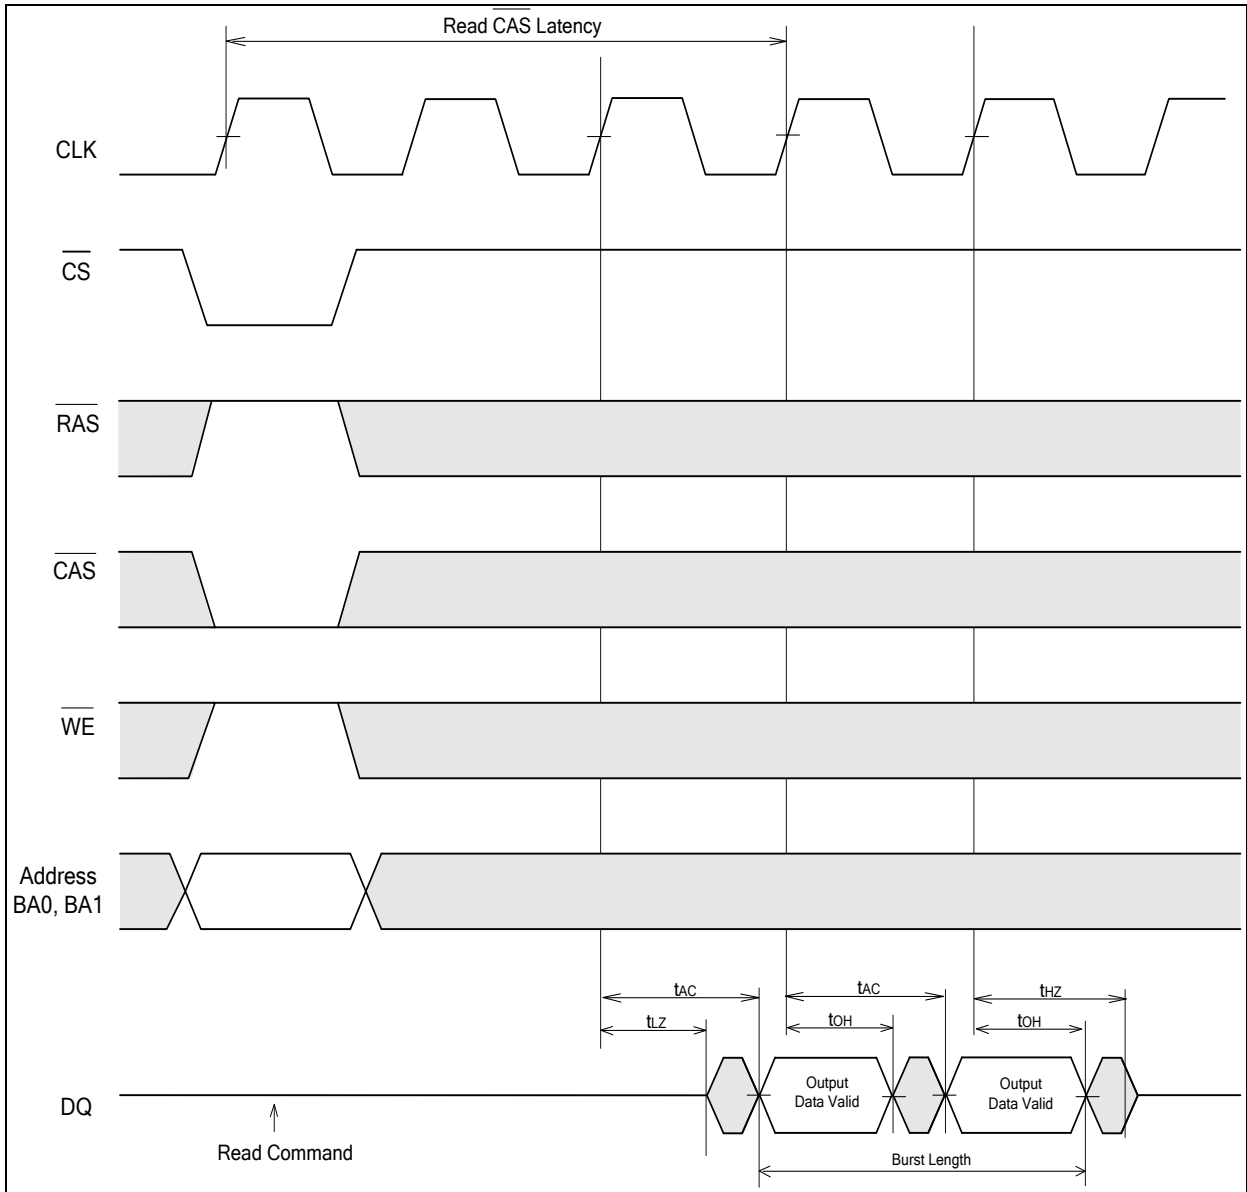 Read CAS Latency
CLK
CS
RAS
CAS
WE
Address
BA0, BA1
tAC
tAC
tHZ
tLZ
tOH
tOH
Output
Data Valid
Output
Data Valid
DQ
Read Command
Burst Length